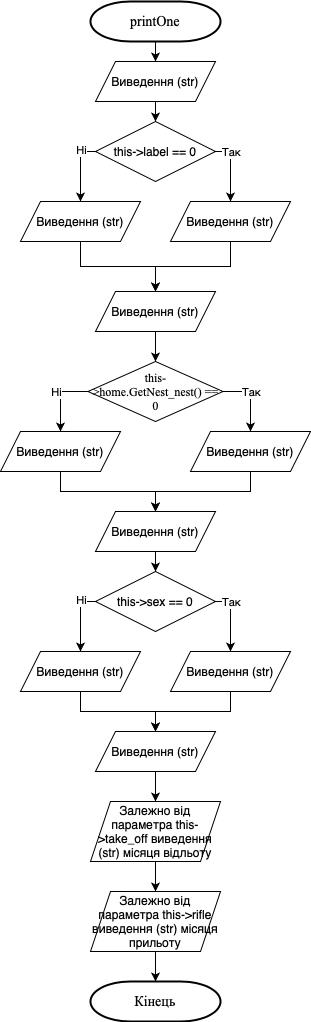 printOne
Виведення (str)
this->label == 0
Ні
Так
Виведення (str)
Виведення (str)
Виведення (str)
this-
>home.GetNest_nest() ==
0
Ні
Так
Виведення (str)
Виведення (str)
Виведення (str)
this->sex == 0
Ні
Так
Виведення (str)
Виведення (str)
Виведення (str)
Залежно від
параметра this-
>take_off виведення
(str) місяця відльоту
Залежно від
параметра this->rifle
виведення (str) місяця
прильоту
Кінець